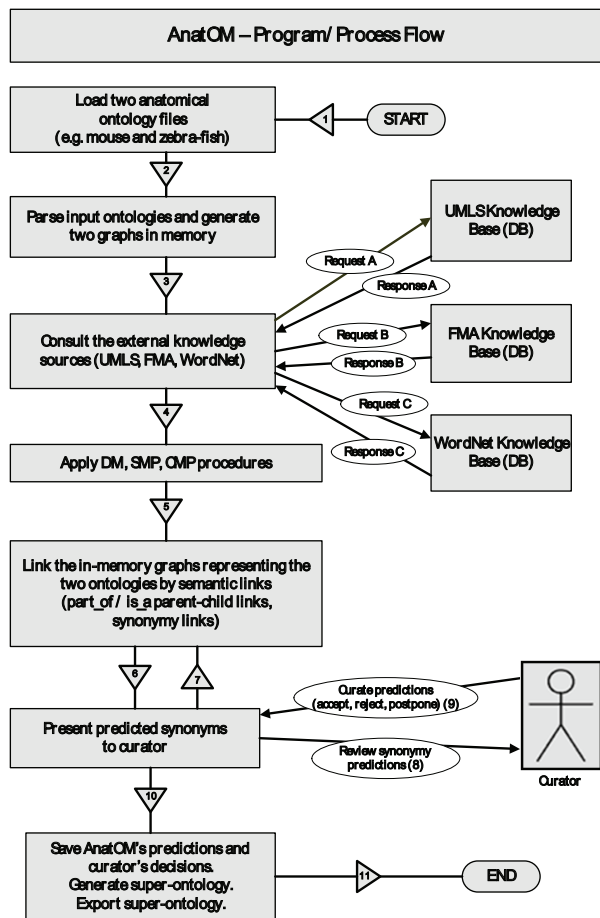 AnatOM – Program/ Process Flow
Load two anatomical
ontology files
(e.g. mouse and zebra-fish)
1
START
2
Parse input ontologies and generate
two graphs in memory
UMLS Knowledge
Base (DB)
Request A
3
Response A
Consult the external knowledge
sources (UMLS, FMA, WordNet)
Request B
Response B
FMA Knowledge
Base (DB)
Request C
4
Response C
WordNet Knowledge
Base (DB)
Apply DM, SMP, CMP procedures
5
Link the in-memory graphs representing the
two ontologies by semantic links
(part_of / is_a parent-child links,
synonymy links)
6
7
Curate predictions
(accept, reject, postpone) (9)
Present predicted synonyms
to curator
Review synonymy
predictions (8)
Curator
10
Save AnatOM's predictions and
curator's decisions.
Generate super-ontology.
Export super-ontology.
11
END